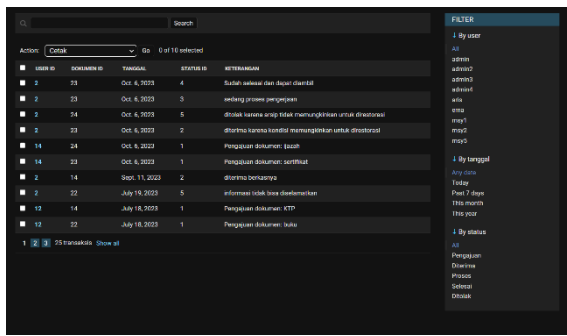 Search
Action: Cetak Go 0 of 10 selected
USER ID DOKUMEN ID TANGGAL STATUS ID KETERANGAN
2 23 Oct. 6, 2023 4 Sudah selesai dan dapat diambil
2 23 Oct. 6, 2023 3 sedang proses pengerjaan
2 24 Oct. 6, 2023 5 ditolak karena arsip tidak memungkinkan untuk direstorasi
2 23 Oct. 6, 2023 2 diterima karena kondisi memungkinkan untuk direstorasi
14 24 Oct. 6, 2023 1 Pengajuan dokumen: ijazah
14 23 Oct. 6, 2023 1 Pengajuan dokumen: sertifikat
2 14 Sept. 11, 2023 2 diterima berkasnya
2 22 July 19, 2023 5 informasi tidak bisa diselamatkan
12 14 July 18, 2023 1 Pengajuan dokumen: KTP
12 22 July 18, 2023 1 Pengajuan dokumen: buku
1 2 3 25 transaksis Show all
FILTER
↓ By user
All
admin
admin2
admin3
admin4
aris
ema
msy1
msy2
msy3
↓ By tanggal
Any date
Today
Past 7 days
This month
This year
↓ By status
All
Pengajuan
Diterima
Proses
Selesai
Ditolak